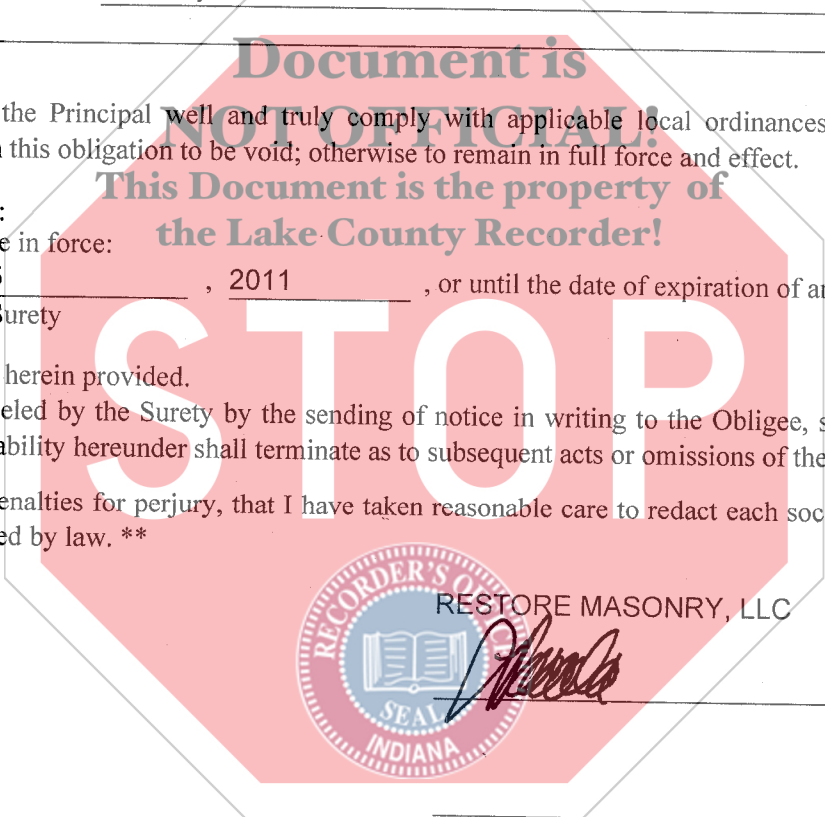 Document is
NOT OFFICIAL!
the Principal well and truly comply with applicable local ordinances
this obligation to be void; otherwise to remain in full force and effect.
This Document is the property of
the Lake County Recorder!
:
e in force:
, 2011 , or until the date of expiration of
Surety
STOP
herein provided.
eled by the Surety by the sending of notice in writing to the Obligee,
ability hereunder shall terminate as to subsequent acts or omissions of the
enalties for perjury, that I have taken reasonable care to redact each soc
ed by law. **
RECORDER'S OFFICE
SEAL
INDIANA
RESTORE MASONRY, LLC